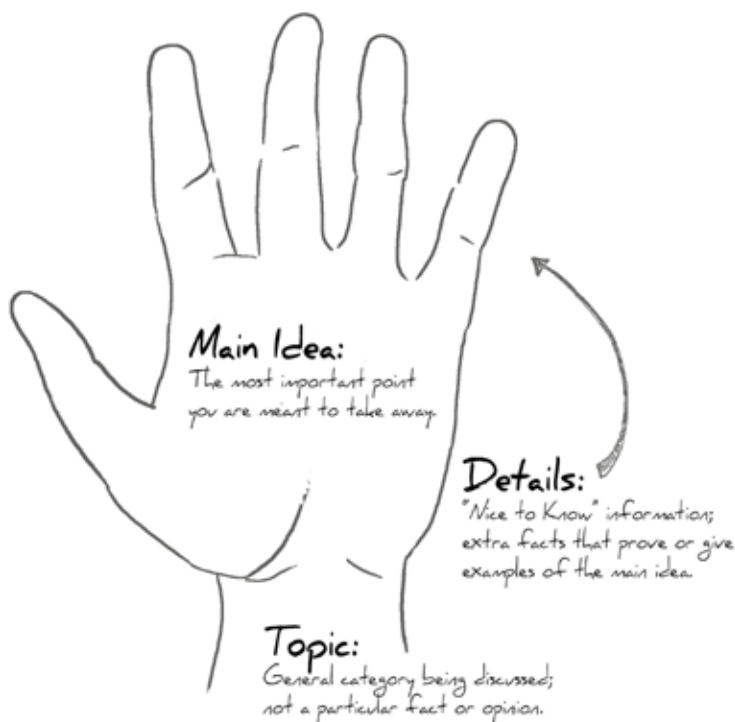 Main Idea:
The most important point
you are meant to take away.
Details:
"Nice to Know" information;
extra facts that prove or give
examples of the main idea.
Topic:
General category being discussed;
not a particular fact or opinion.